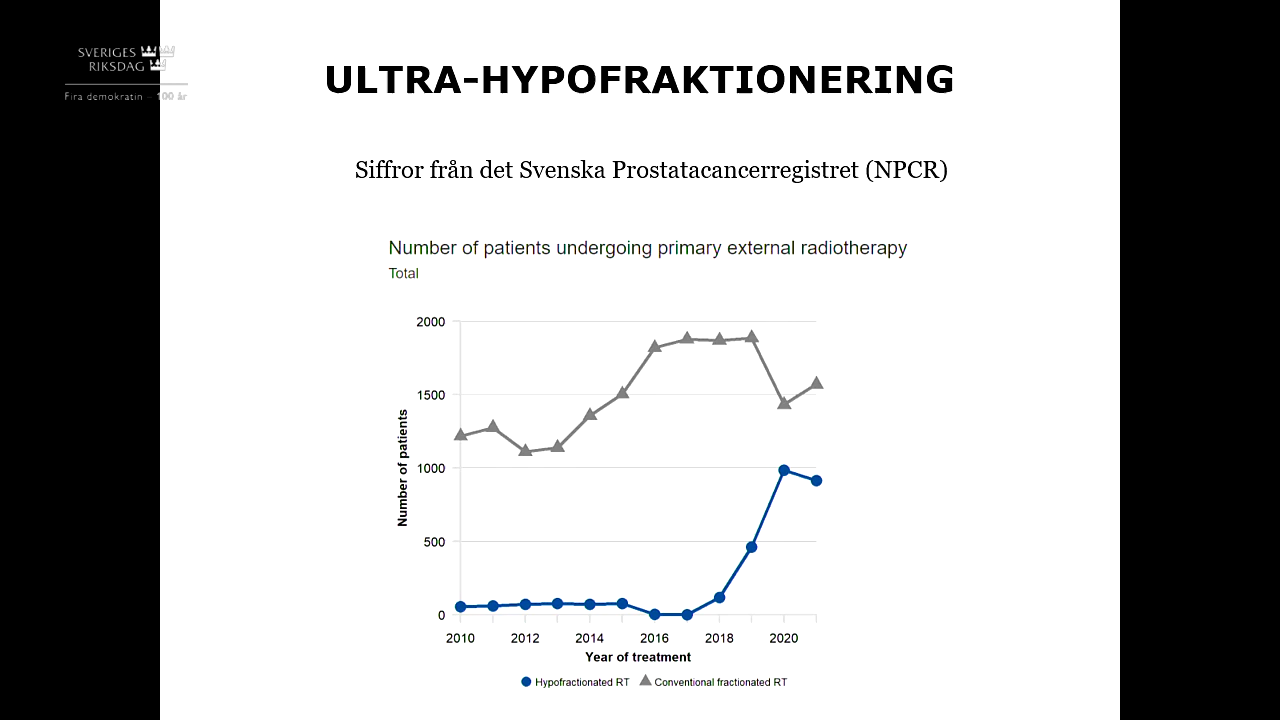 SVERIGES
RIKSDAG
Fira demokratin – 100 år
ULTRA-HYPOFRAKTIONERING
Siffror från det Svenska Prostatacancerregistret (NPCR)
Number of patients undergoing primary external radiotherapy
Total
Number of patients
2000
1500
1000
500
0
2010 2012 2014 2016 2018 2020
Year of treatment
Hypofractionated RT Conventional fractionated RT